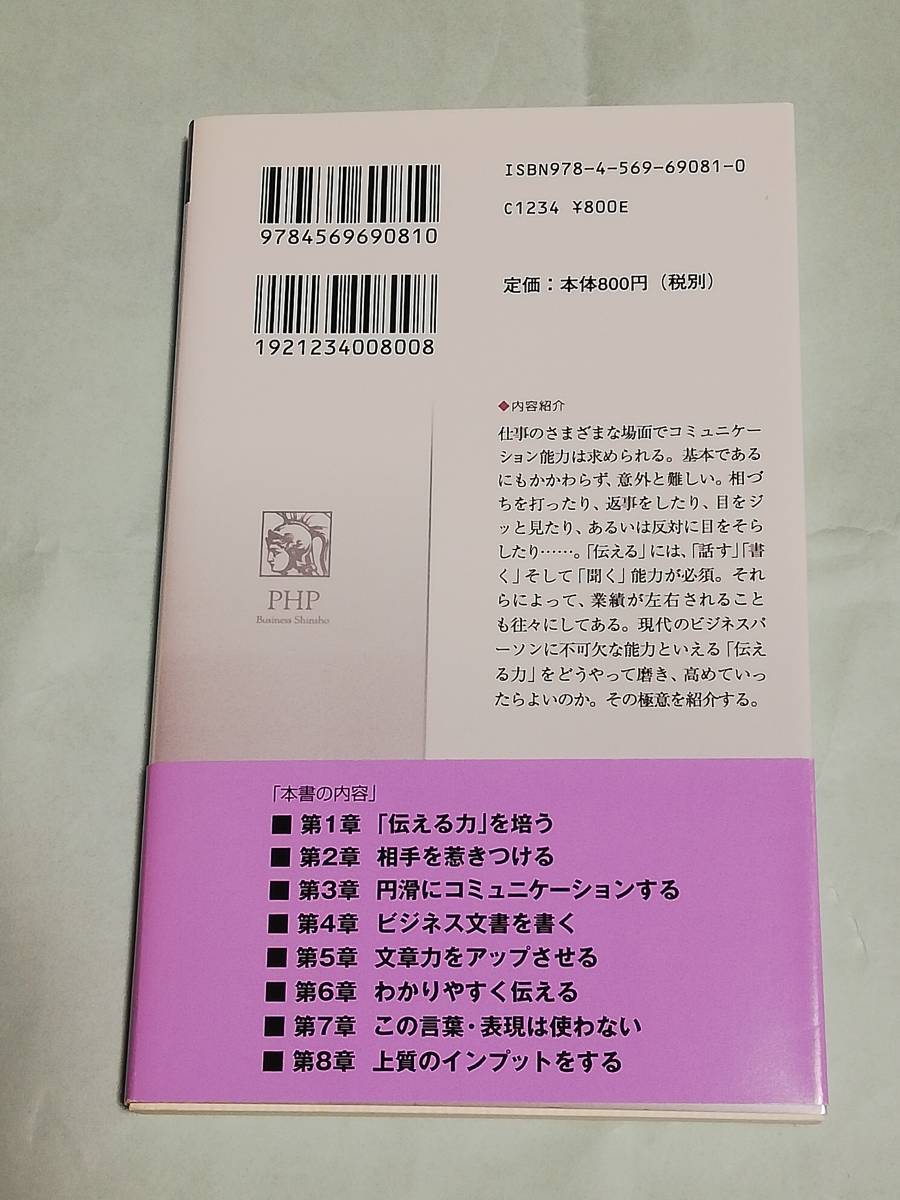 ISBN978-4-569-69081-0
C1234 ¥800E
9784569690810
定価：本体800円（税別）
1921234008008
◆内容紹介
仕事のさまざまな場面でコミュニケー
ション能力は求められる。基本である
にもかかわらず、意外と難しい。相づ
ちを打ったり、返事をしたり、目をジ
ッと見たり、あるいは反対に目をそら
したり……。「伝える」には、「話す」「書
く」そして「聞く」能力が必須。それ
らによって、業績が左右されること
も往々にしてある。現代のビジネスパ
ーソンに不可欠な能力といえる「伝え
る力」をどうやって磨き、高めていっ
たらよいのか。その極意を紹介する。
PHP
Business Shinsho
「本書の内容」
■ 第1章 「伝える力」を培う
■ 第2章 相手を惹きつける
■ 第3章 円滑にコミュニケーションする
■ 第4章 ビジネス文書を書く
■ 第5章 文章力をアップさせる
■ 第6章 わかりやすく伝える
■ 第7章 この言葉・表現は使わない
■ 第8章 上質のインプットをする